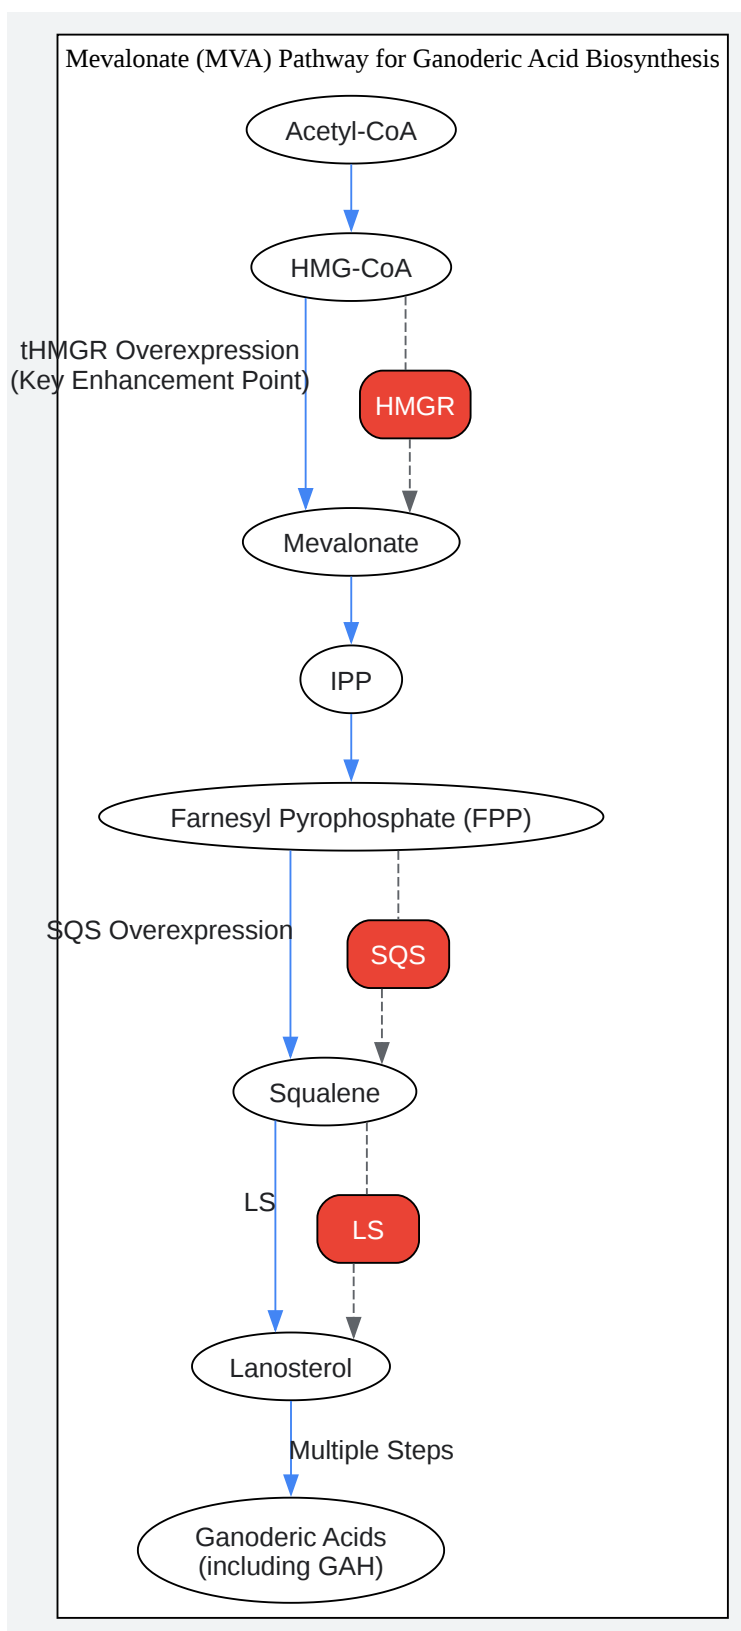 Mevalonate (MVA) Pathway for Ganoderic Acid Biosynthesis
Acetyl-CoA
HMG-CoA
tHMGR Overexpression
(Key Enhancement Point)
HMGR
Mevalonate
IPP
Farnesyl Pyrophosphate (FPP)
SQS Overexpression
SQS
Squalene
LS
LS
Lanosterol
Multiple Steps
Ganoderic Acids
(including GAH)